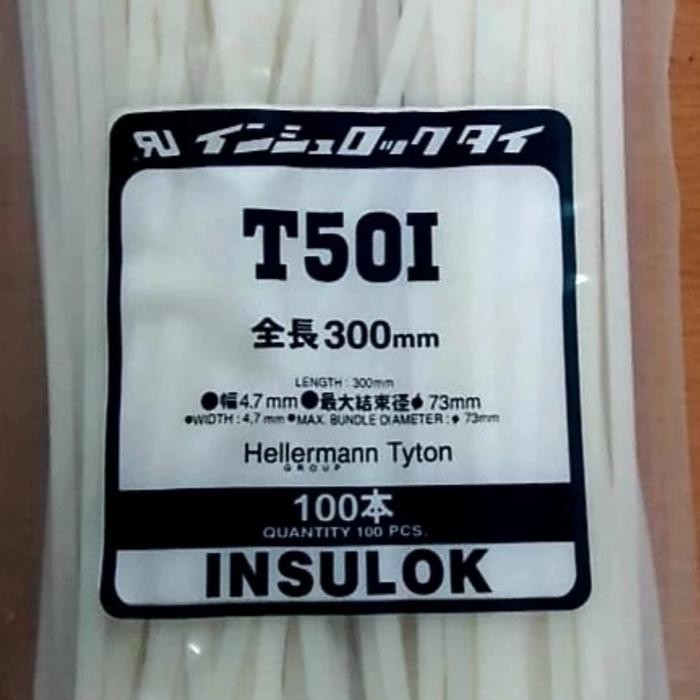 RU インシュロックタイ
T50I
全長300mm
LENGTH : 300mm
●幅4.7mm●最大結束径φ73mm
●WIDTH : 4.7mm ●MAX. BUNDLE DIAMETER : φ73mm
Hellermann Tyton
GROUP
100本
QUANTITY 100 PCS.
INSULOK